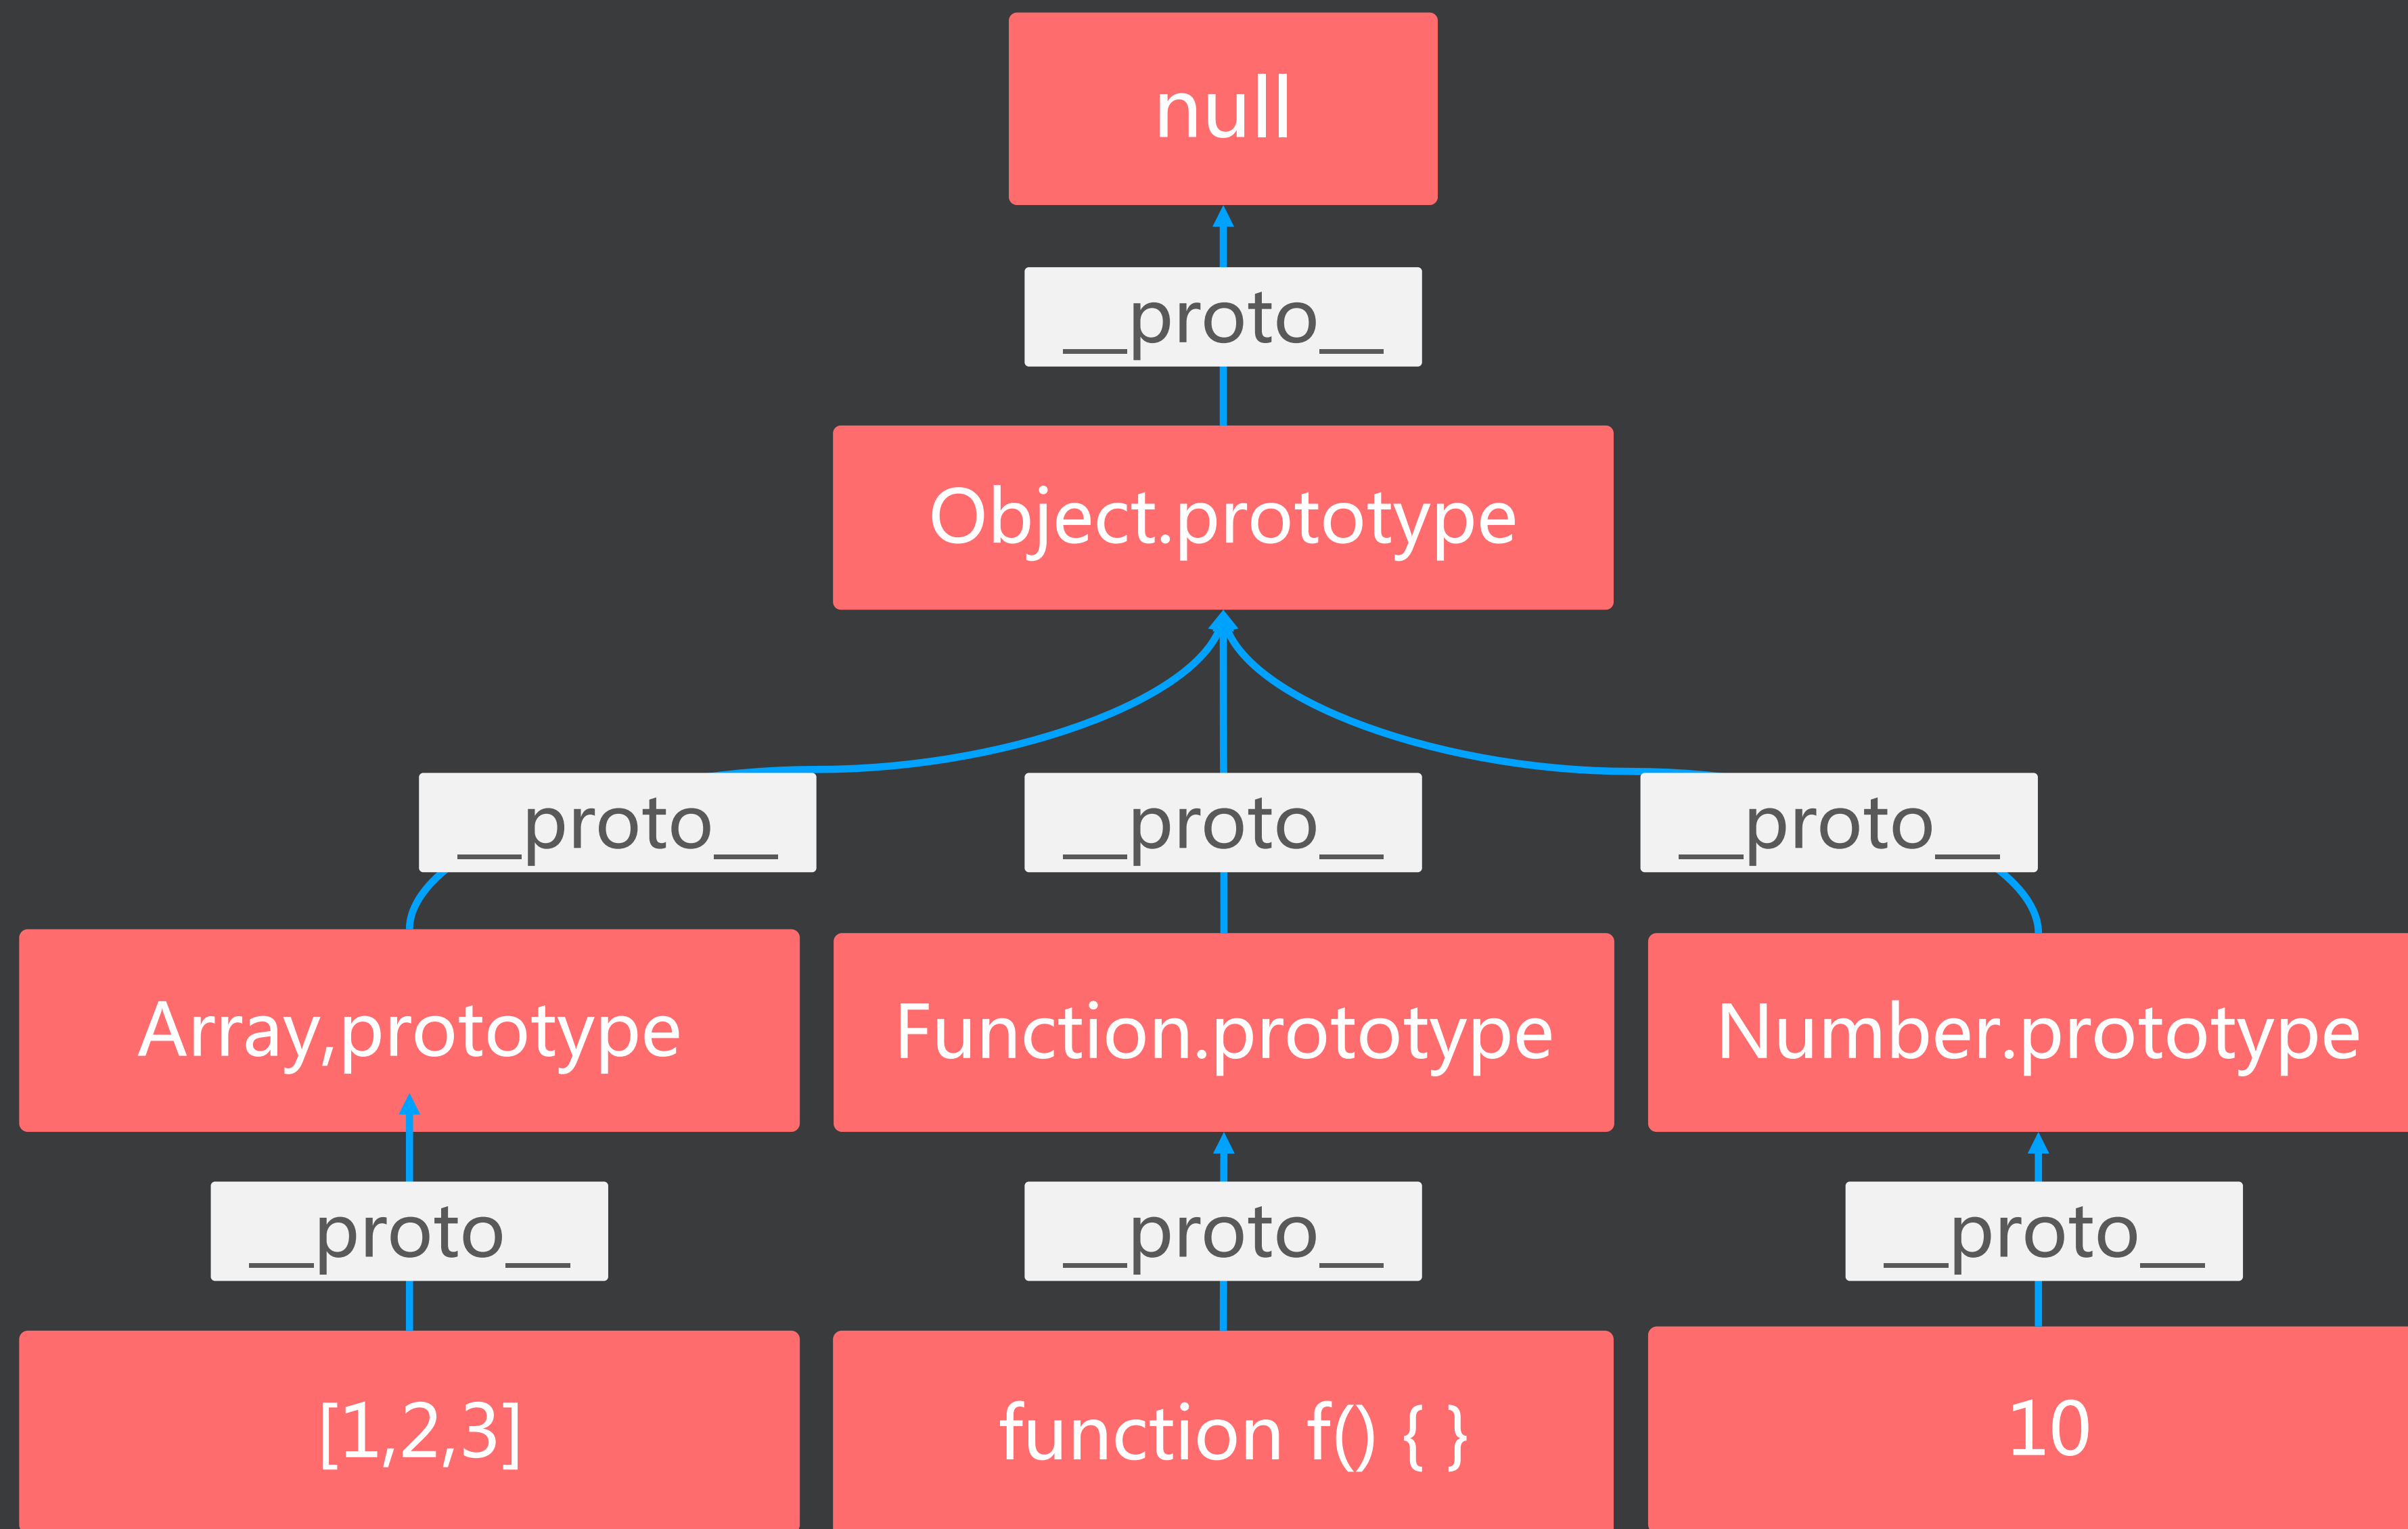 null
__proto__
Object.prototype
__proto__
__proto__
__proto__
Array,prototype
Function.prototype
Number.prototype
__proto__
__proto__
__proto__
[1,2,3]
function f() { }
10